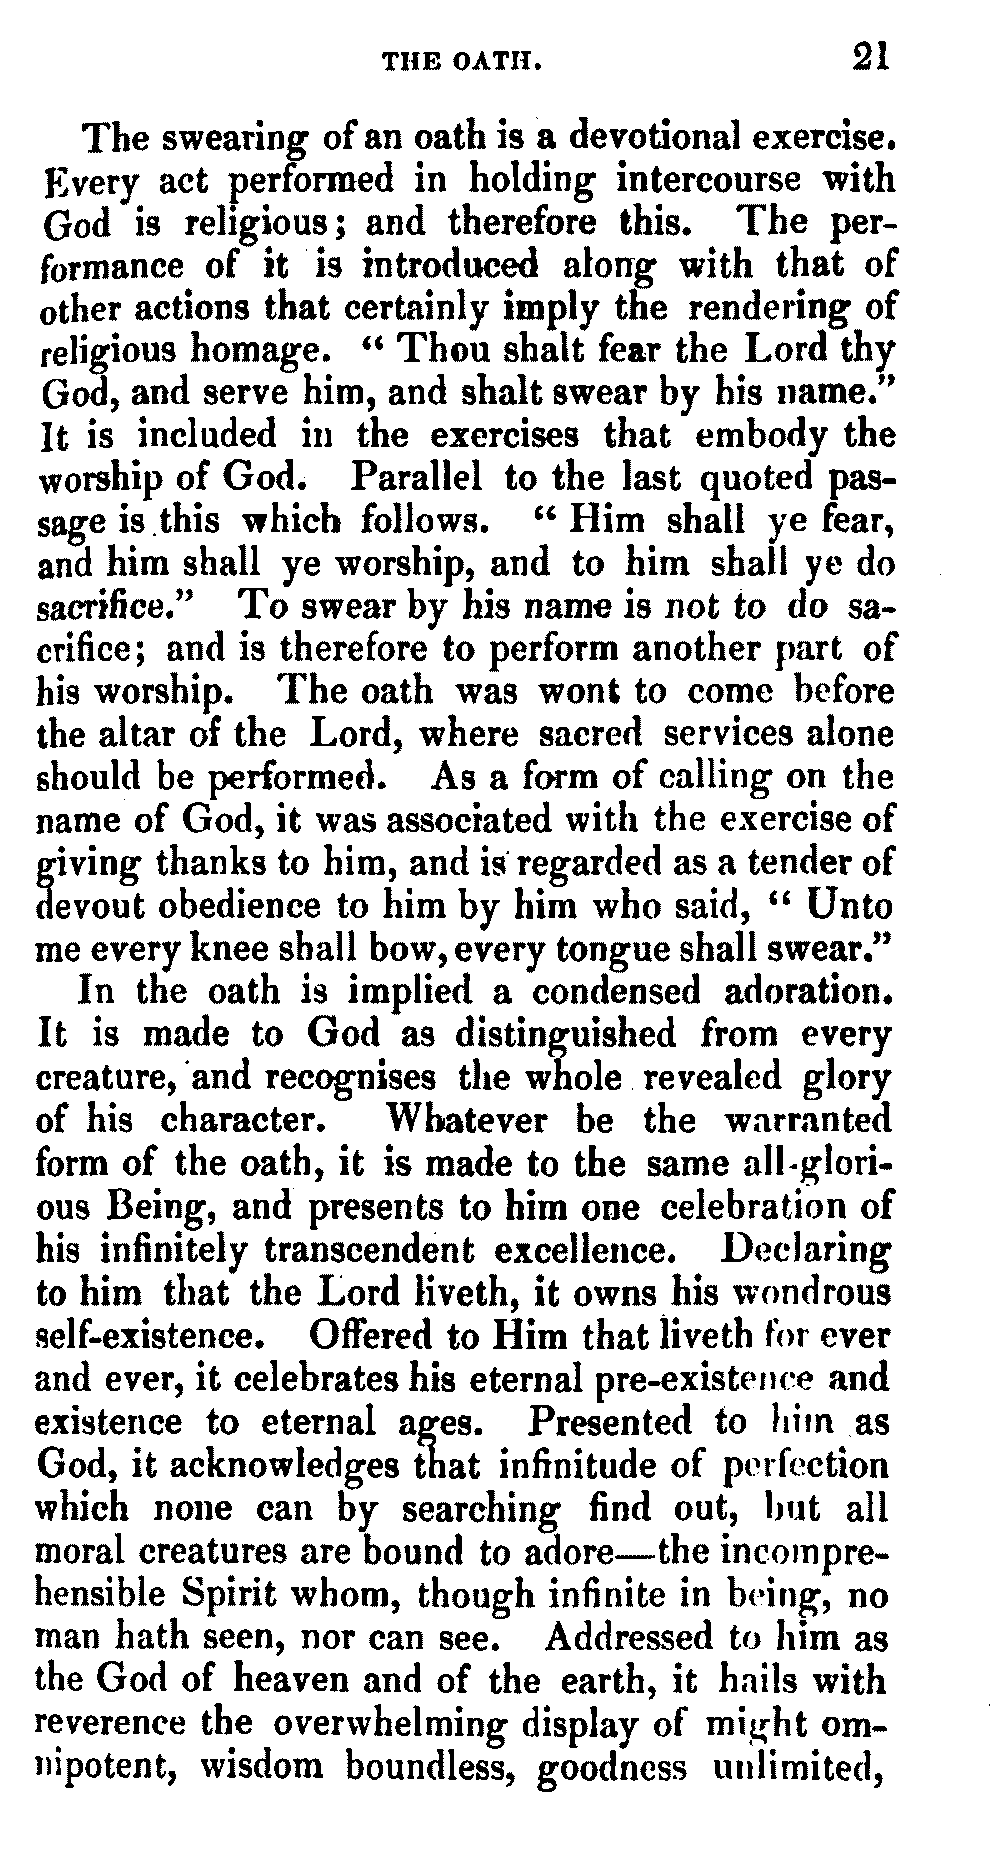 THE OATH. 21
The swearing of an oath is a devotional exercise.
Every act performed in holding intercourse with
God is religious; and therefore this. The per-
formance of it is introduced along with that of
other actions that certainly imply the rendering of
religious homage. “ Thou shalt fear the Lord thy
God, and serve him, and shalt swear by his name.”
It is included in the exercises that embody the
worship of God. Parallel to the last quoted pas-
sage is this which follows. “ Him shall ye fear,
and him shall ye worship, and to him shall ye do
sacrifice.” To swear by his name is not to do sa-
crifice; and is therefore to perform another part of
his worship. The oath was wont to come before
the altar of the Lord, where sacred services alone
should be performed. As a form of calling on the
name of God, it was associated with the exercise of
giving thanks to him, and is regarded as a tender of
devout obedience to him by him who said, “ Unto
me every knee shall bow, every tongue shall swear.”
In the oath is implied a condensed adoration.
It is made to God as distinguished from every
creature, and recognises the whole revealed glory
of his character. Whatever be the warranted
form of the oath, it is made to the same all-glori-
ous Being, and presents to him one celebration of
his infinitely transcendent excellence. Declaring
to him that the Lord liveth, it owns his wondrous
self-existence. Offered to Him that liveth for ever
and ever, it celebrates his eternal pre-existence and
existence to eternal ages. Presented to him as
God, it acknowledges that infinitude of perfection
which none can by searching find out, but all
moral creatures are bound to adore—the incompre-
hensible Spirit whom, though infinite in being, no
man hath seen, nor can see. Addressed to him as
the God of heaven and of the earth, it hails with
reverence the overwhelming display of might om-
nipotent, wisdom boundless, goodness unlimited,